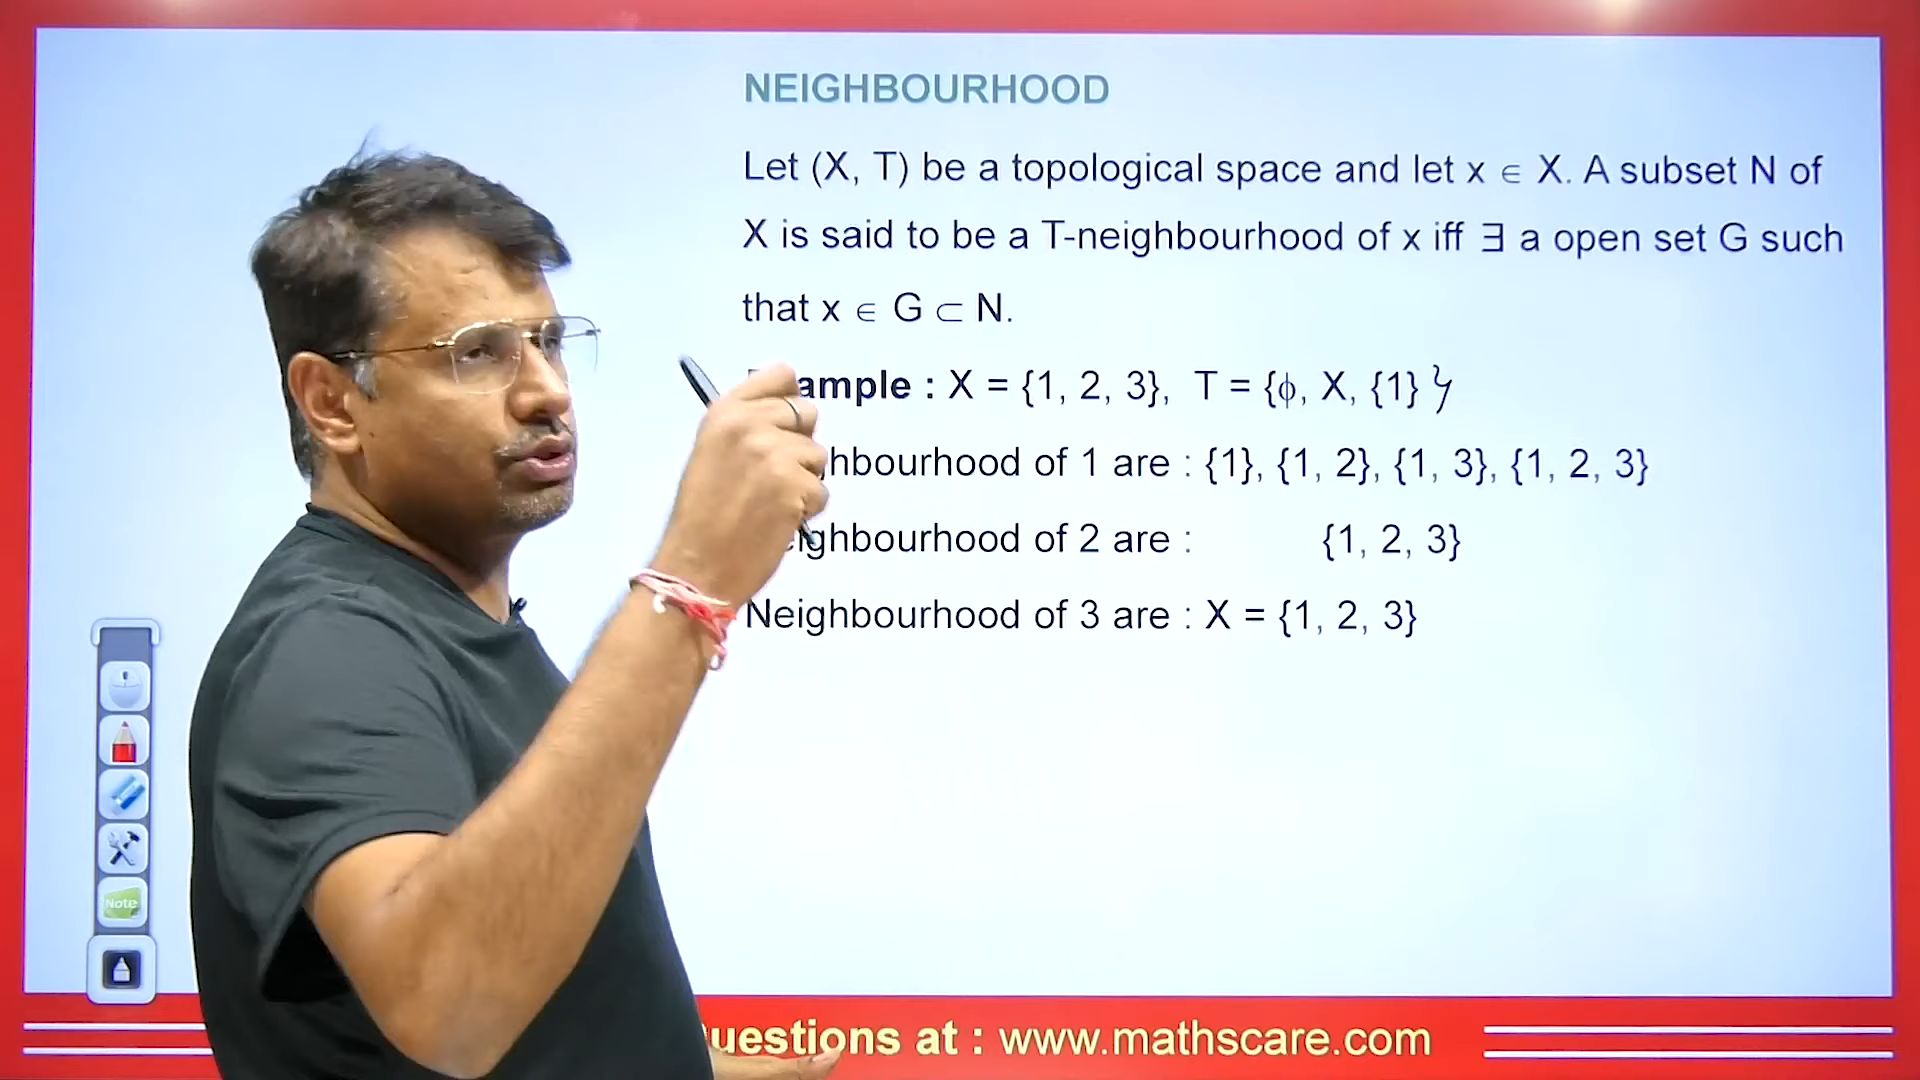 NEIGHBOURHOOD
Let (X, T) be a topological space and let x ∈ X. A subset N of
X is said to be a T-neighbourhood of x iff ∃ a open set G such
that x ∈ G ⊂ N.
ample : X = {1, 2, 3}, T = {ϕ, X, {1} }
hbourhood of 1 are : {1}, {1, 2}, {1, 3}, {1, 2, 3}
ighbourhood of 2 are : {1, 2, 3}
Neighbourhood of 3 are : X = {1, 2, 3}
Note
uestions at : www.mathscare.com